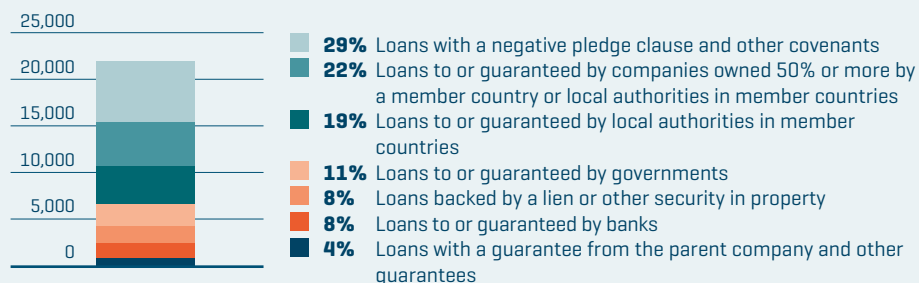 25,000
20,000
15,000
10,000
5,000
0
29% Loans with a negative pledge clause and other covenants
22% Loans to or guaranteed by companies owned 50% or more by
a member country or local authorities in member countries
19% Loans to or guaranteed by local authorities in member
countries
11% Loans to or guaranteed by governments
8% Loans backed by a lien or other security in property
8% Loans to or guaranteed by banks
4% Loans with a guarantee from the parent company and other
guarantees